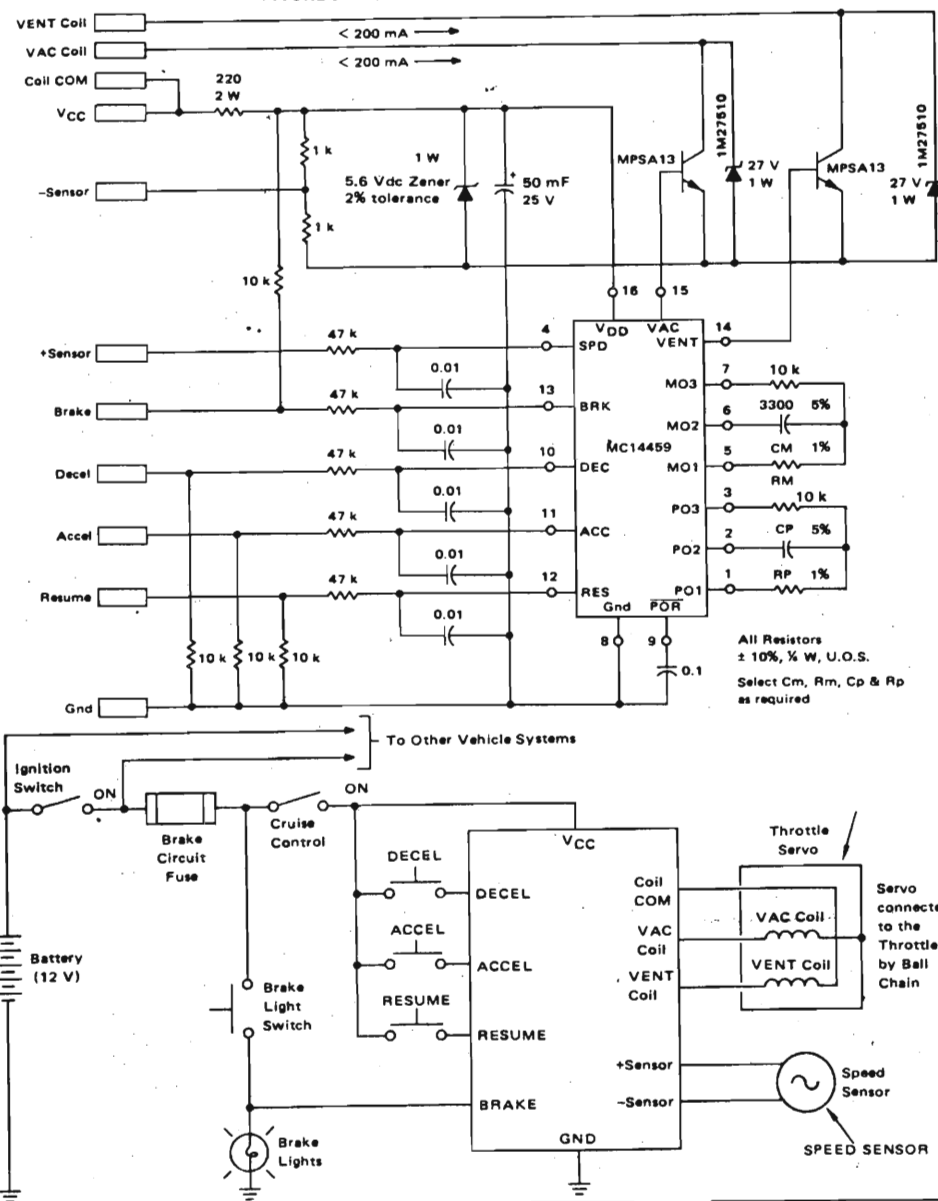 VENT Coil
< 200 mA
VAC Coil
< 200 mA
Coil COM
220
2 W
VCC
1 k
1 W
5.6 Vdc Zener
2% tolerance
+
50 mF
25 V
MPSA13
1M27510
27 V
1 W
MPSA13
1M27510
27 V
1 W
-Sensor
1 k
10 k
16
15
VDD
VAC
VENT
14
+Sensor
47 k
4
SPD
0.01
MO3
7
10 k
Brake
47 k
13
BRK
0.01
MO2
6
3300
5%
MC14459
Decel
47 k
10
DEC
0.01
MO1
5
CM
1%
RM
PO3
3
10 k
Accel
47 k
11
ACC
0.01
PO2
2
CP
5%
Resume
47 k
12
RES
0.01
PO1
1
RP
1%
Gnd
POR
8
9
0.1
10 k
10 k
10 k
All Resistors
± 10%, ¼ W, U.O.S.
Select Cm, Rm, Cp & Rp
as required
Gnd
To Other Vehicle Systems
Ignition
Switch
ON
Brake
Circuit
Fuse
Cruise
Control
ON
VCC
DECEL
DECEL
ACCEL
ACCEL
RESUME
RESUME
BRAKE
GND
Coil
COM
VAC
Coil
VENT
Coil
+Sensor
-Sensor
Throttle
Servo
VAC Coil
VENT Coil
Servo
connecte
to the
Throttle
by Ball
Chain
Battery
(12 V)
Brake
Light
Switch
Brake
Lights
Speed
Sensor
SPEED SENSOR